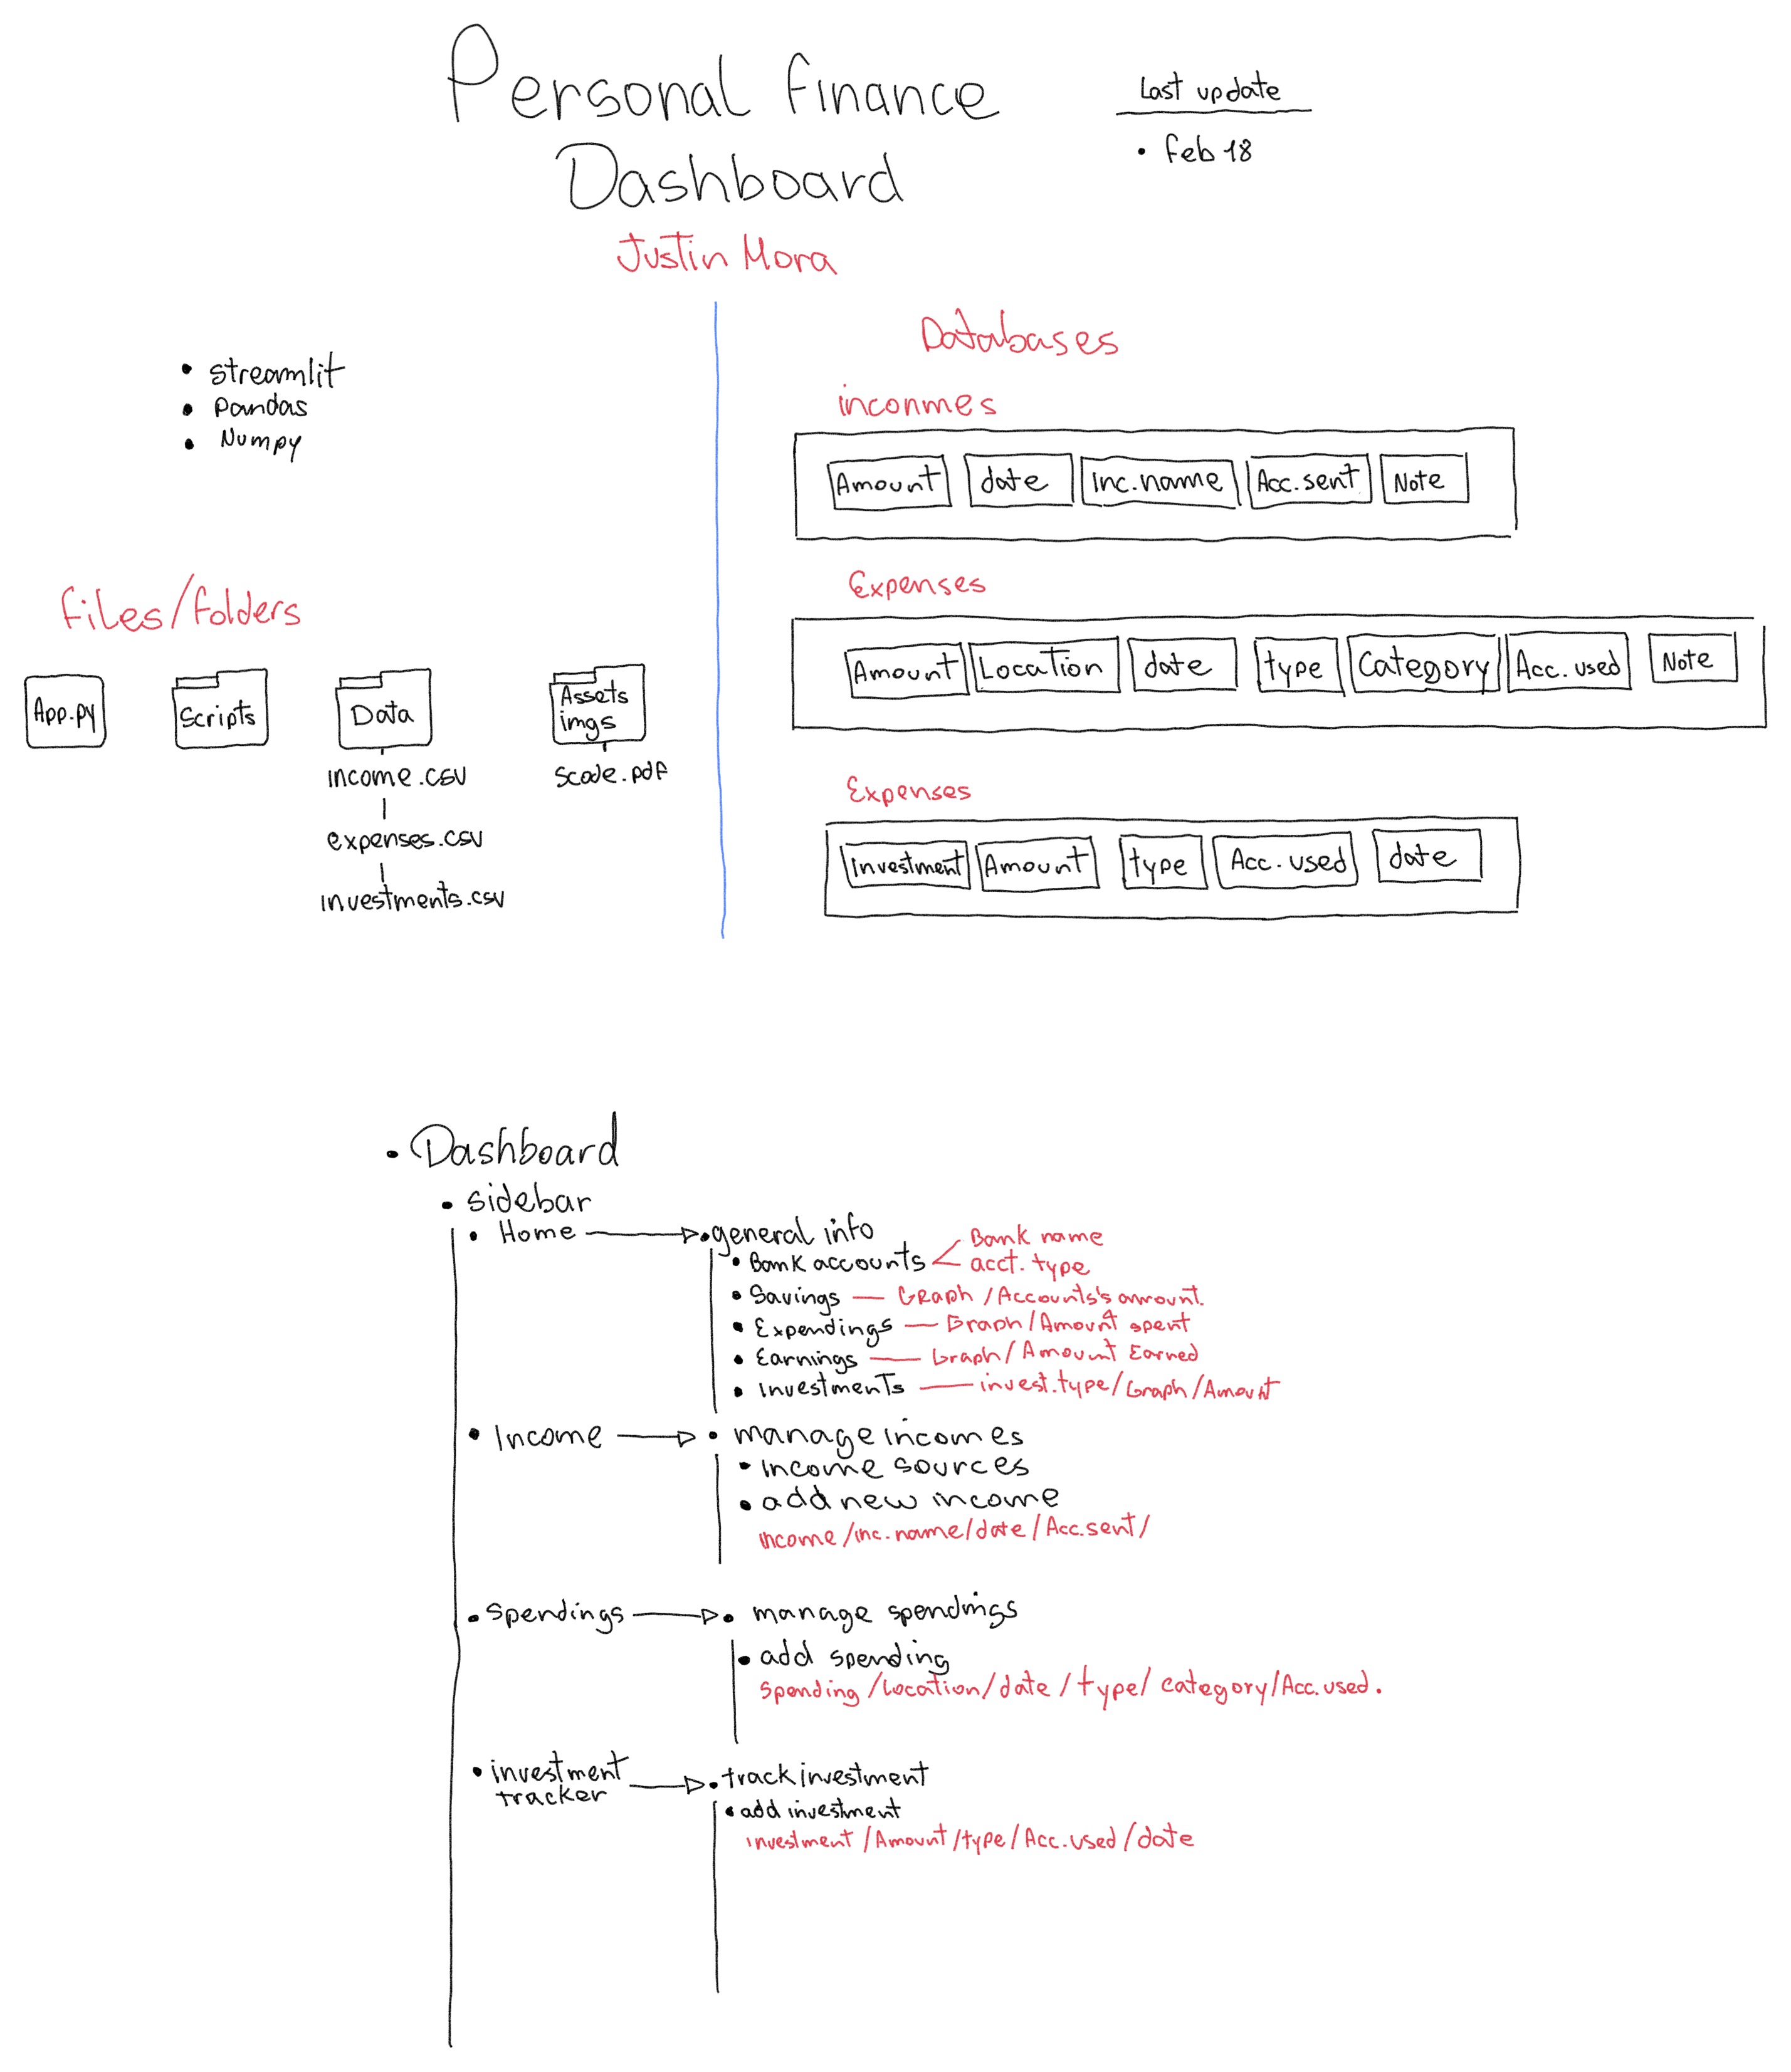 Personal Finance
Dashboard
Justin Mora
Last update
• Feb 18
• streamlit
• Pandas
• Numpy
Files/Folders
App.py
Scripts
Data
income.csv
expenses.csv
investments.csv
Assets
imgs
Scode.pdf
Databases
inconmes
Amount date Inc.name Acc.sent Note
Expenses
Amount Location date type Category Acc. used Note
Expenses
Investment Amount type Acc. used date
• Dashboard
• sidebar
• Home
• general info
• Bank accounts
Bank name
acct. type
• Savings — Graph / Accounts's amount.
• Expendings — Graph / Amount spent
• Earnings — Graph / Amount Earned
• Investments — invest.type / Graph / Amount
• Income
• manage incomes
• income sources
• add new income
income / inc.name / date / Acc.sent /
• Spendings
• manage spendings
• add spending
Spending / Location / date / type / category / Acc.used.
• investment
tracker
• track investment
• add investment
investment / Amount / type / Acc.used / date